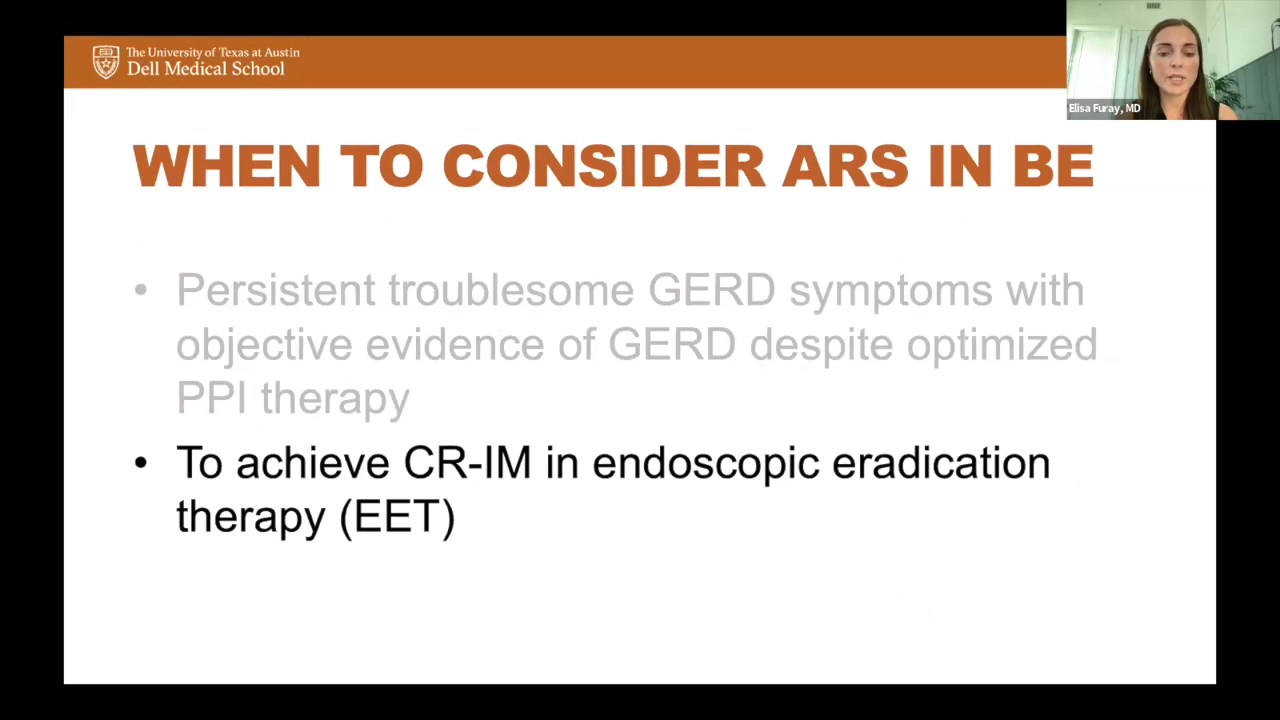 The University of Texas at Austin
Dell Medical School
Elisa Furay, MD
WHEN TO CONSIDER ARS IN BE
• Persistent troublesome GERD symptoms with
objective evidence of GERD despite optimized
PPI therapy
• To achieve CR-IM in endoscopic eradication
therapy (EET)